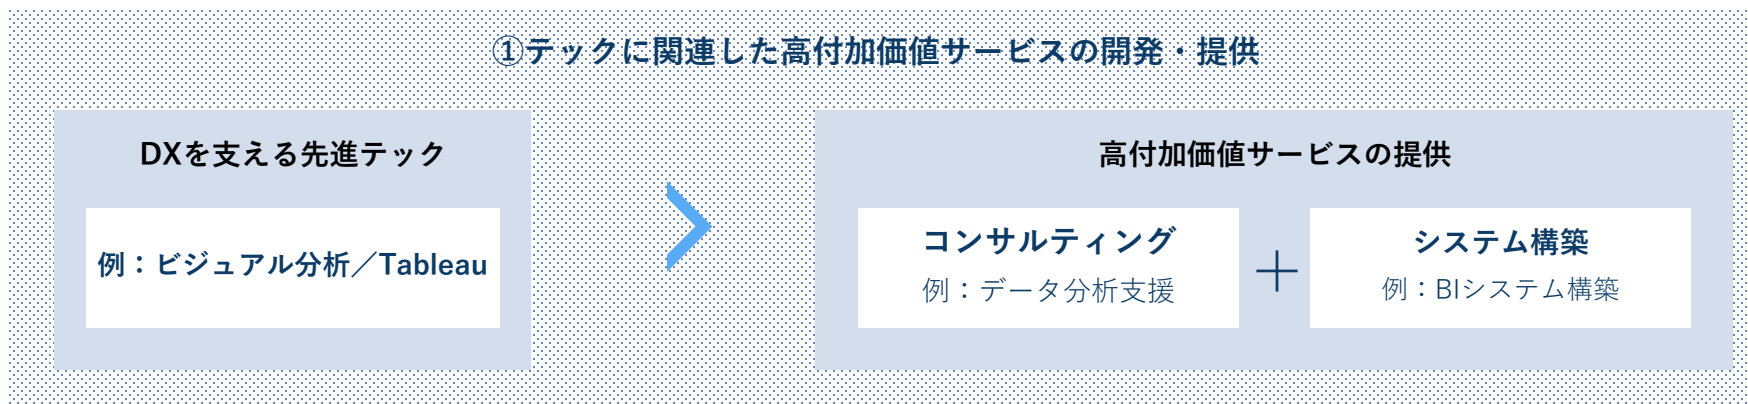 ①テックに関連した高付加価値サービスの開発・提供
DXを支える先進テック
例：ビジュアル分析／Tableau
高付加価値サービスの提供
コンサルティング
例：データ分析支援
＋
システム構築
例：BIシステム構築